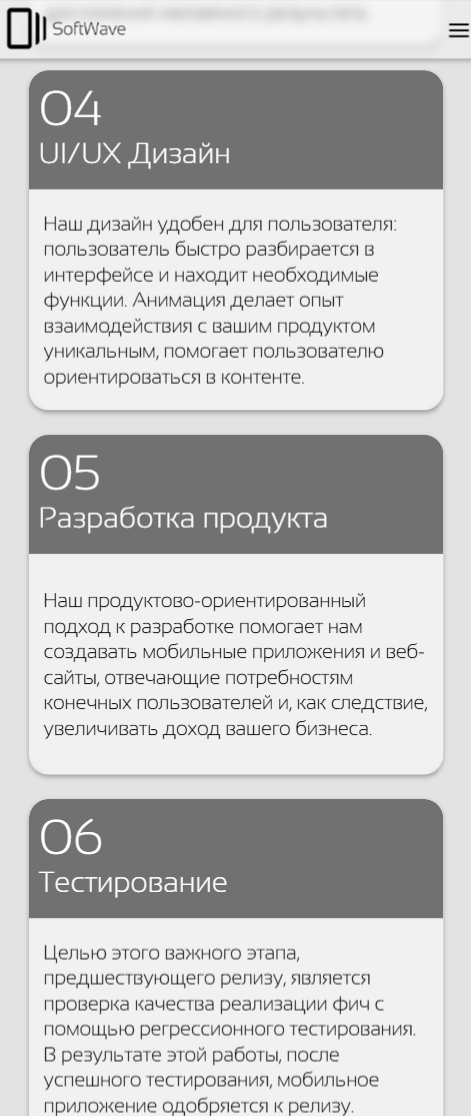 SoftWave
04
UI/UX Дизайн
Наш дизайн удобен для пользователя:
пользователь быстро разбирается в
интерфейсе и находит необходимые
функции. Анимация делает опыт
взаимодействия с вашим продуктом
уникальным, помогает пользователю
ориентироваться в контенте.
05
Разработка продукта
Наш продуктово-ориентированный
подход к разработке помогает нам
создавать мобильные приложения и веб-
сайты, отвечающие потребностям
конечных пользователей и, как следствие,
увеличивать доход вашего бизнеса.
06
Тестирование
Целью этого важного этапа,
предшествующего релизу, является
проверка качества реализации фич с
помощью регрессионного тестирования.
В результате этой работы, после
успешного тестирования, мобильное
приложение одобряется к релизу.